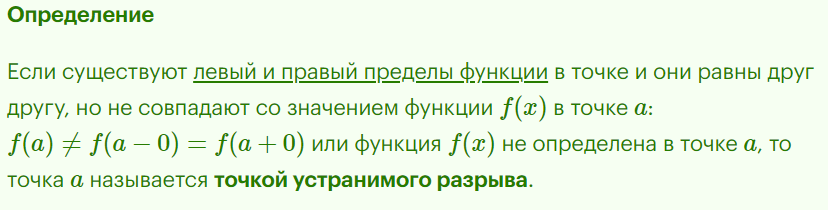 Определение
Если существуют левый и правый пределы функции в точке и они равны друг
другу, но не совпадают со значением функции f(x) в точке a:
f(a) ≠ f(a − 0) = f(a + 0) или функция f(x) не определена в точке a, то
точка a называется точкой устранимого разрыва.